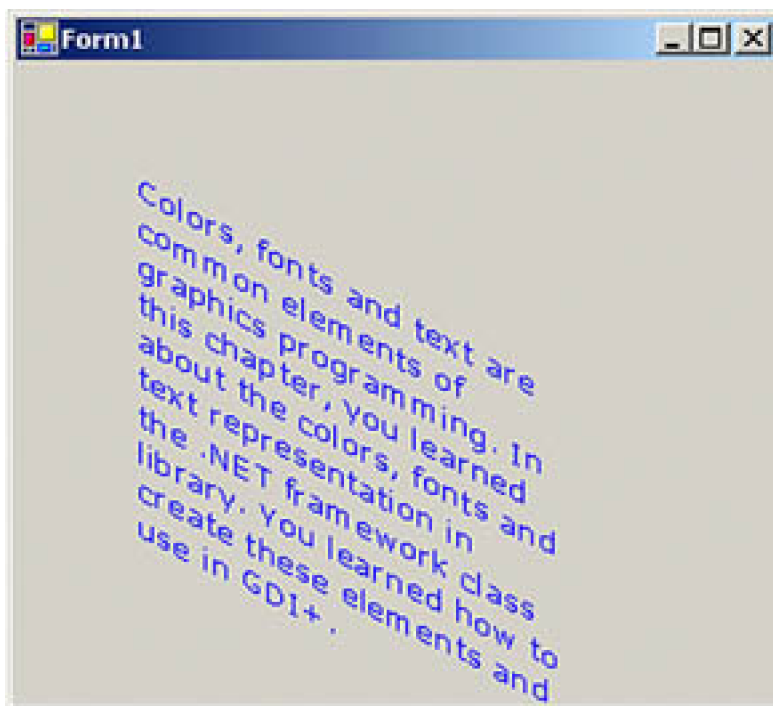 Form1
Colors, fonts and text are
common elements of
graphics programming. In
this chapter, you learned
about the colors, fonts and
text representation in
the .NET framework class
library. you learned how to
create these elements and
use in GDI+.